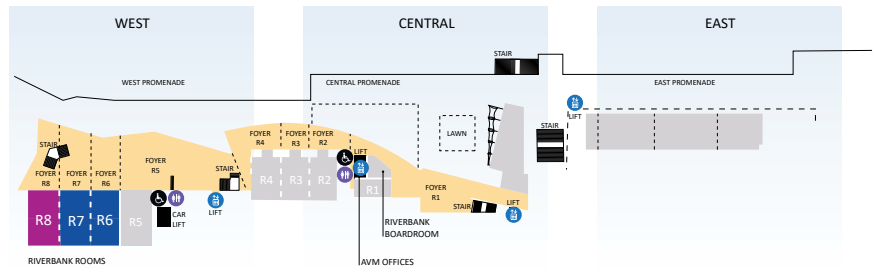 WEST
CENTRAL
EAST
STAIR
WEST PROMENADE
CENTRAL PROMENADE
EAST PROMENADE
LIFT
LAWN
STAIR
FOYER
R4
FOYER
R3
FOYER
R2
LIFT
STAIR
FOYER
R8
FOYER
R7
FOYER
R6
FOYER
R5
STAIR
R4
R3
R2
R1
FOYER
R1
STAIR
LIFT
R8
R7
R6
R5
CAR
LIFT
LIFT
RIVERBANK
BOARDROOM
RIVERBANK ROOMS
AVM OFFICES